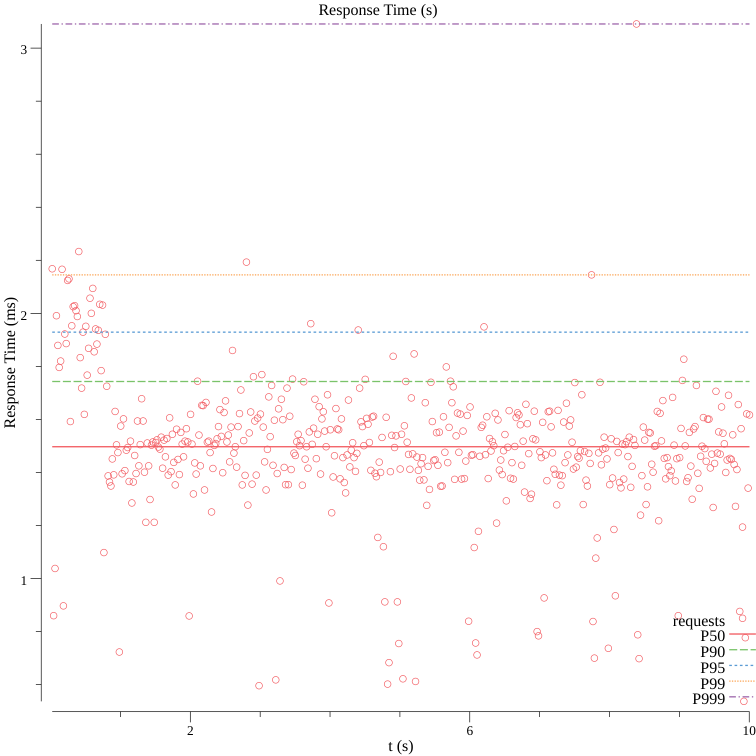 Response Time (s)
3
2
1
Response Time (ms)
2
6
10
t (s)
requests
P50
P90
P95
P99
P999